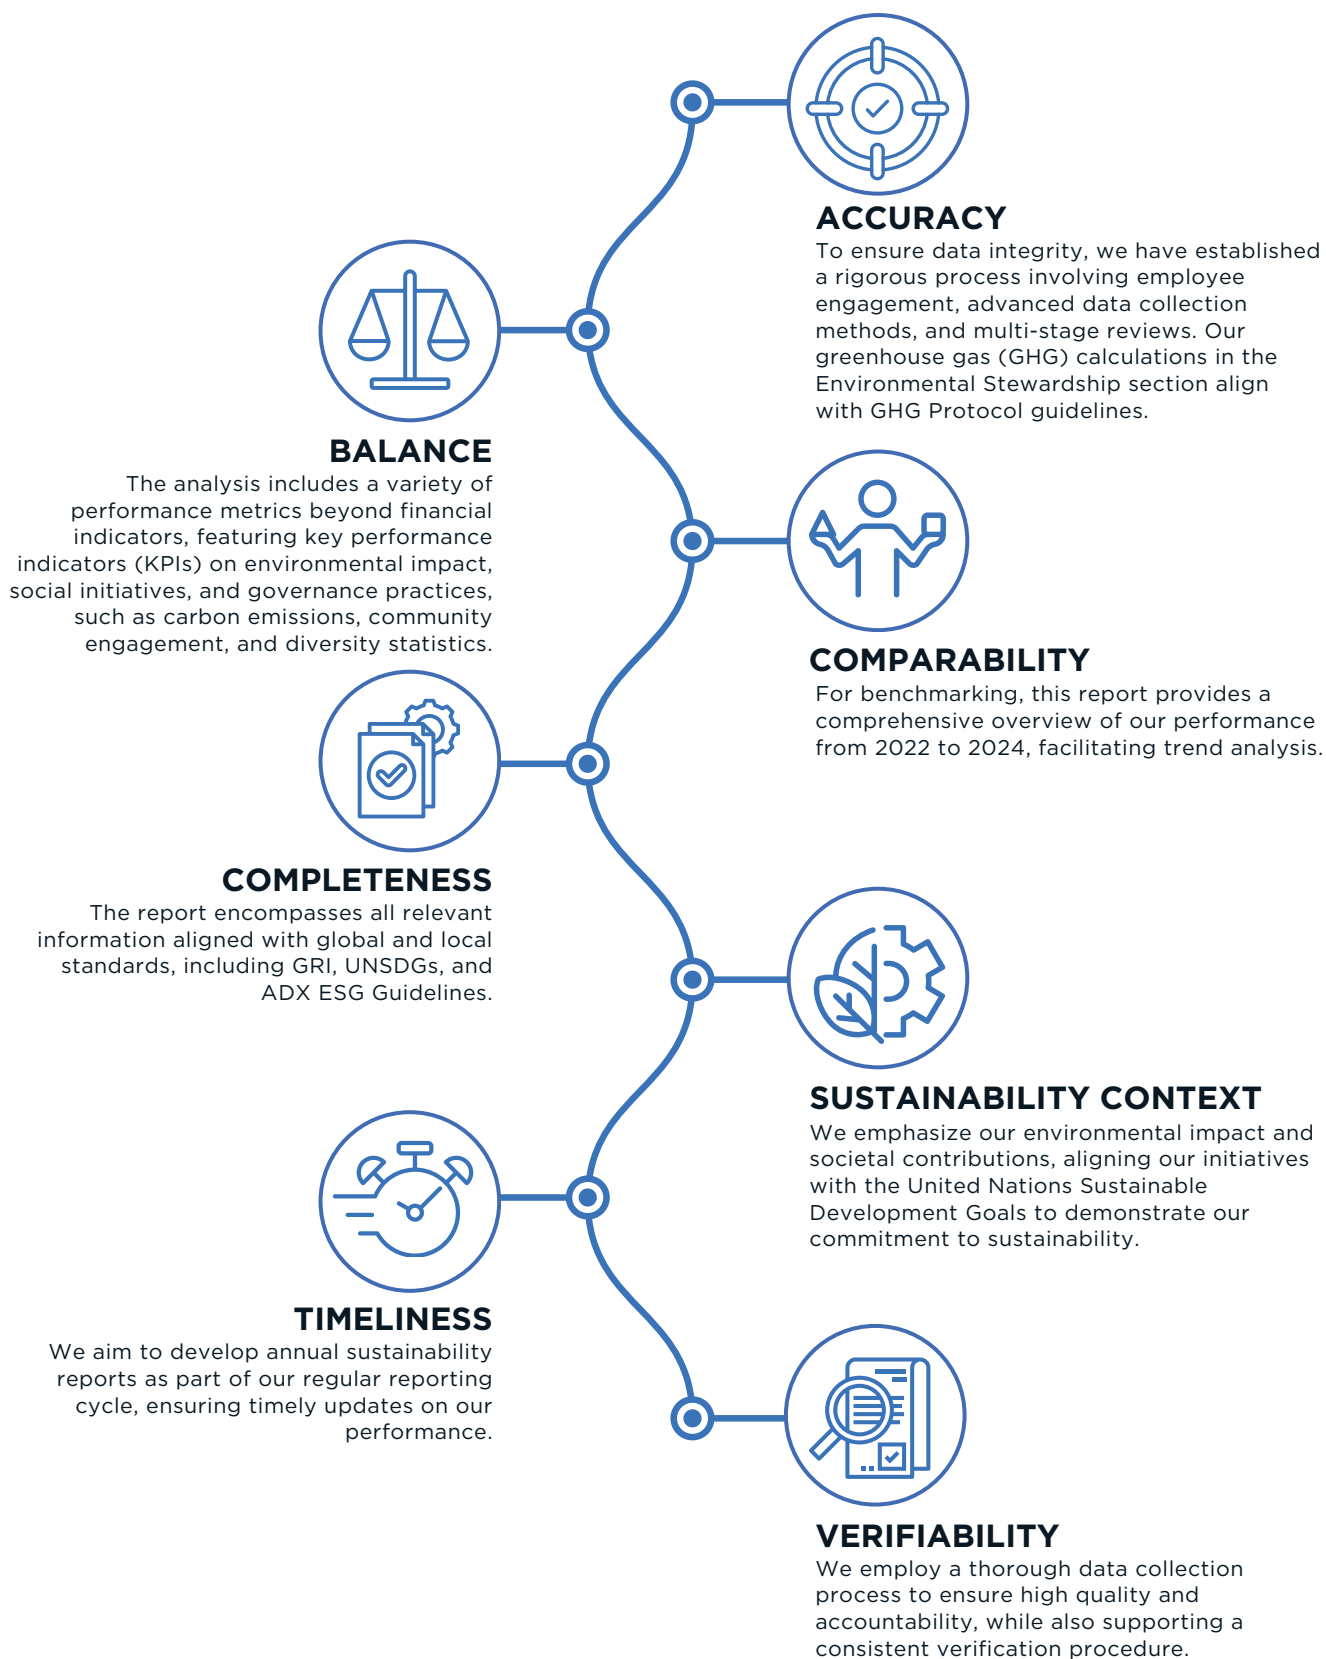 ACCURACY
To ensure data integrity, we have established
a rigorous process involving employee
engagement, advanced data collection
methods, and multi-stage reviews. Our
greenhouse gas (GHG) calculations in the
Environmental Stewardship section align
with GHG Protocol guidelines.
BALANCE
The analysis includes a variety of
performance metrics beyond financial
indicators, featuring key performance
indicators (KPIs) on environmental impact,
social initiatives, and governance practices,
such as carbon emissions, community
engagement, and diversity statistics.
COMPARABILITY
For benchmarking, this report provides a
comprehensive overview of our performance
from 2022 to 2024, facilitating trend analysis.
COMPLETENESS
The report encompasses all relevant
information aligned with global and local
standards, including GRI, UNSDGs, and
ADX ESG Guidelines.
SUSTAINABILITY CONTEXT
We emphasize our environmental impact and
societal contributions, aligning our initiatives
with the United Nations Sustainable
Development Goals to demonstrate our
commitment to sustainability.
TIMELINESS
We aim to develop annual sustainability
reports as part of our regular reporting
cycle, ensuring timely updates on our
performance.
VERIFIABILITY
We employ a thorough data collection
process to ensure high quality and
accountability, while also supporting a
consistent verification procedure.